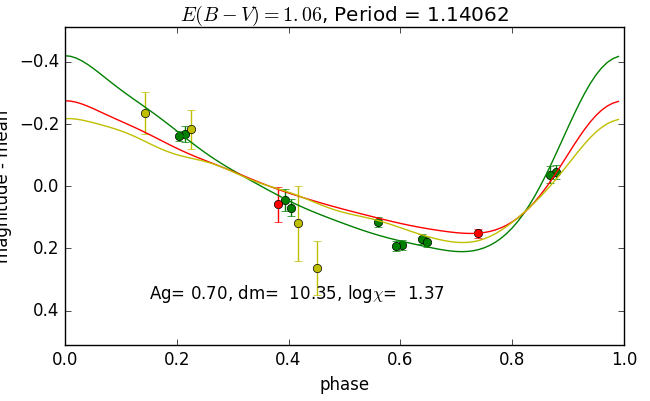 E(B − V) = 1.06, Period = 1.14062
magnitude - mean
−0.4
−0.2
0.0
0.2
0.4
Ag= 0.70, dm= 10.35, logχ= 1.37
0.0 0.2 0.4 0.6 0.8 1.0
phase